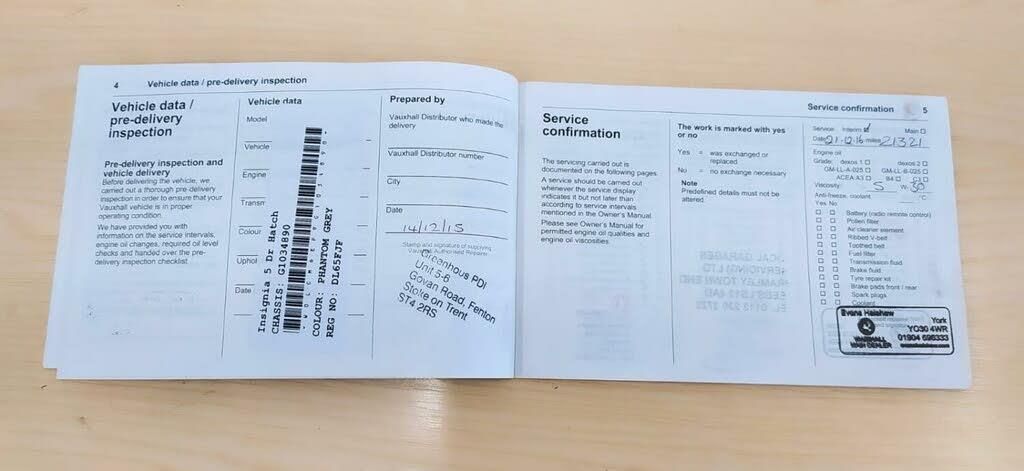 4 Vehicle data / pre-delivery inspection
Vehicle data /
pre-delivery
inspection
Pre-delivery inspection and
vehicle delivery
Before delivering the vehicle, we
carried out a thorough pre-delivery
inspection in order to ensure that your
Vauxhall vehicle is in proper
operating condition.
We have provided you with
information on the service intervals,
engine oil changes, required oil level
checks and handed over the
pre-delivery inspection checklist.
Vehicle data
Model
Vehicle
Engine
Transm
Colour
Uphol
Date
Insignia 5 Dr Hatch
CHASSIS: G1034890
COLOUR: PHANTOM GREY
REG NO: DL65FJF
Prepared by
Vauxhall Distributor who made the
delivery
Vauxhall Distributor number
City
Date
14/12/15
Stamp and signature of supplying
Vauxhall Authorised Repairer
Greenhous PDI
Unit 5-6
Govan Road, Fenton
Stoke on Trent
ST4 2RS
Service confirmation 5
Service
confirmation
The servicing carried out is
documented on the following pages.
A service should be carried out
whenever the service display
indicates it but not later than
according to service intervals
mentioned in the Owner's Manual.
Please see Owner's Manual for
permitted engine oil qualities and
engine oil viscosities.
The work is marked with yes
or no
Yes = was exchanged or
replaced
No = no exchange necessary
Note
Predefined details must not be
altered.
Service: Interim Main
Date 21-12-16 miles 21321
Engine oil
Grade: dexos 1 dexos 2
GM-LL-A-025 GM-LL-B-025
ACEA A3 B4 C3
Viscosity: 5 W- 30
Anti-freeze, coolant °C
Yes No
Battery (radio remote control)
Pollen filter
Air cleaner element
Ribbed V-belt
Toothed belt
Fuel filter
Transmission fluid
Brake fluid
Tyre repair kit
Brake pads front / rear
Spark plugs
Coolant
Evans Halshaw
York
YO30 4WR
01904 696333
VAUXHALL
MAIN DEALER